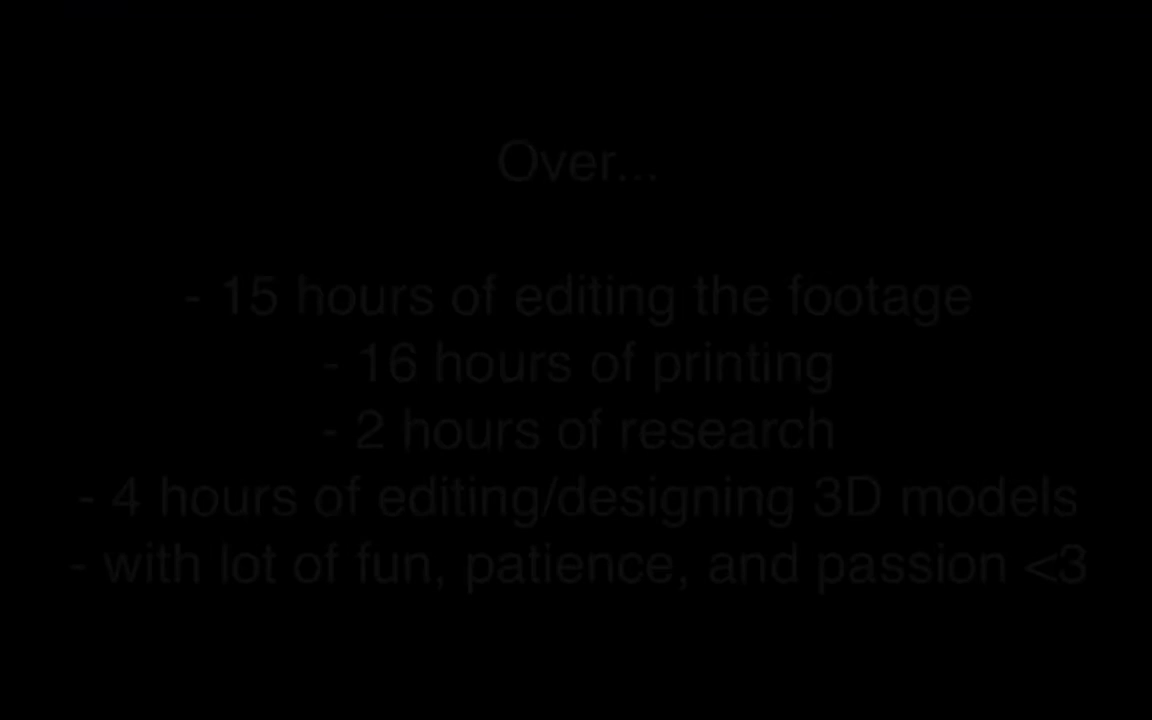 Over...
- 15 hours of editing the footage
- 16 hours of printing
- 2 hours of research
- 4 hours of editing/designing 3D models
- with lot of fun, patience, and passion <3